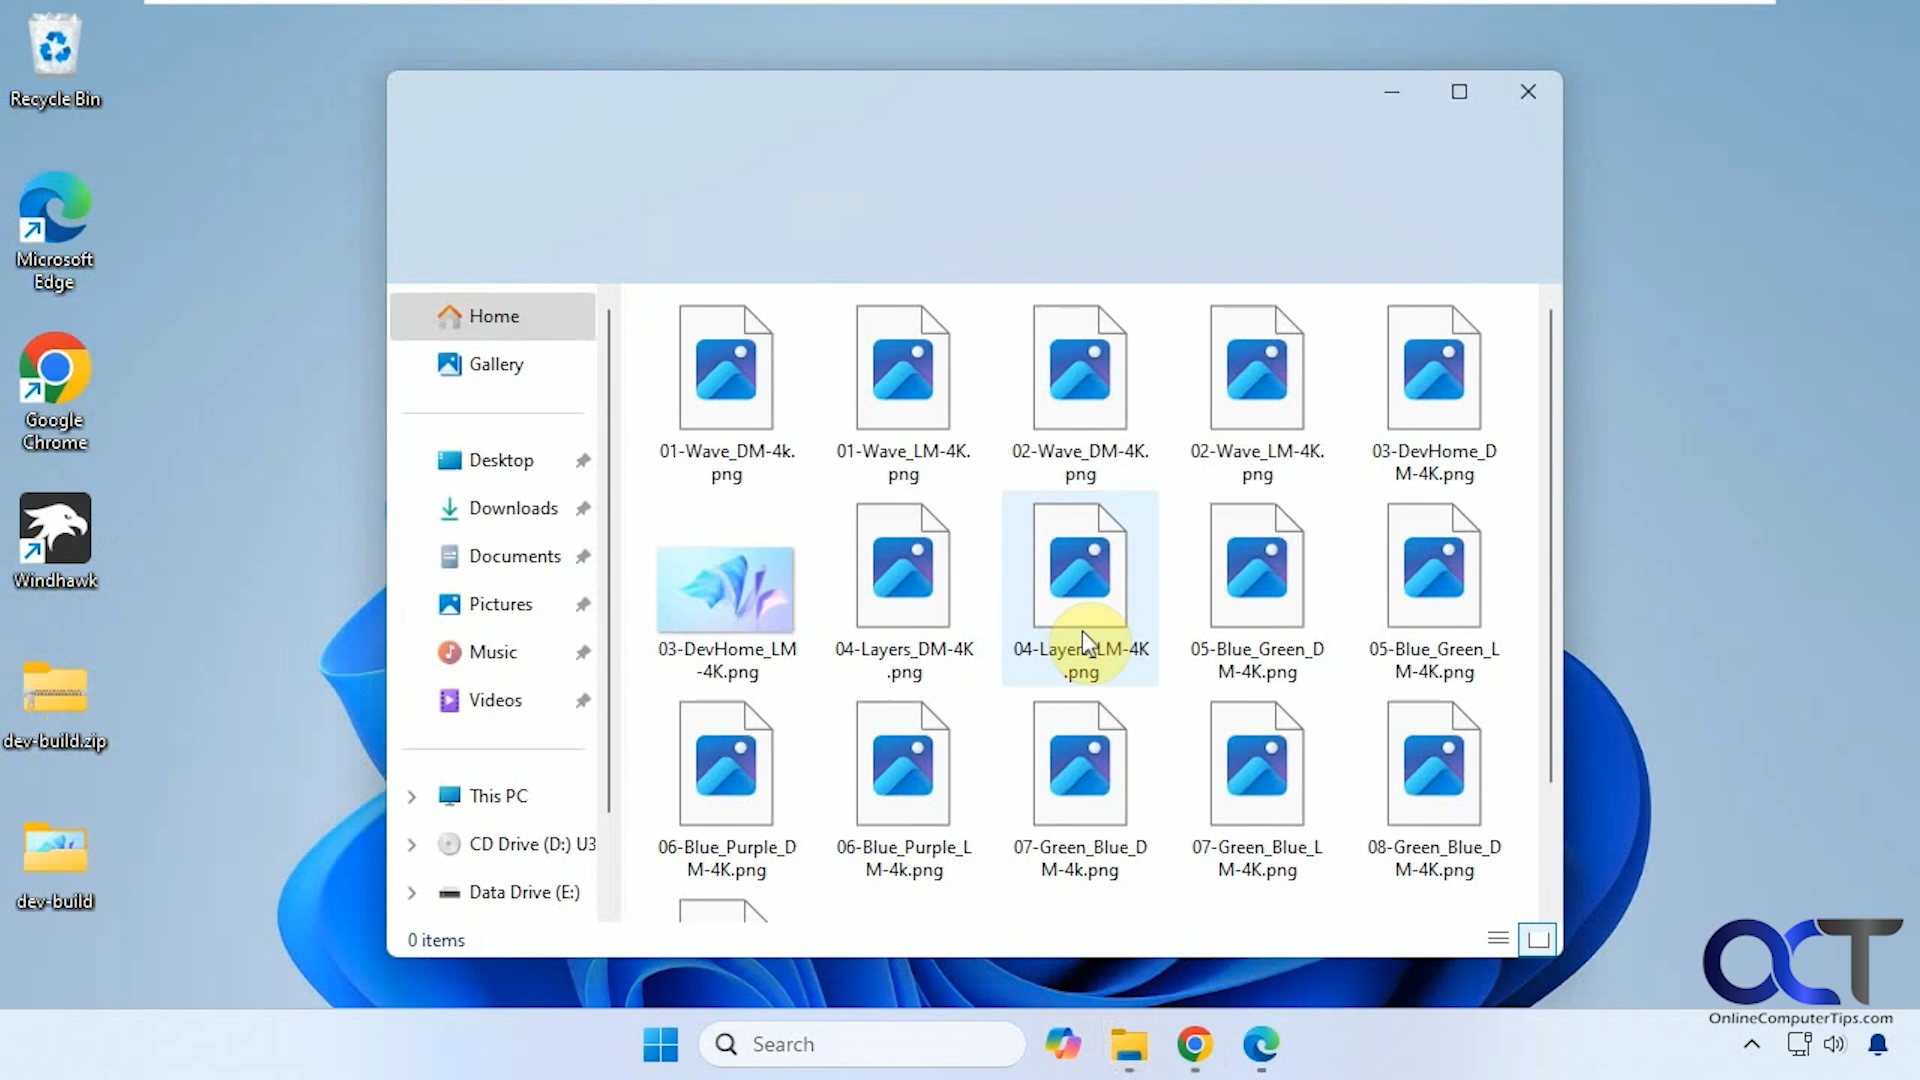 Recycle Bin
Microsoft
Edge
Google
Chrome
Windhawk
dev-build.zip
dev-build
Home
Gallery
Desktop
Downloads
Documents
Pictures
Music
Videos
This PC
CD Drive (D:) U3
Data Drive (E:)
01-Wave_DM-4k.
png
01-Wave_LM-4K.
png
02-Wave_DM-4K.
png
02-Wave_LM-4K.
png
03-DevHome_D
M-4K.png
03-DevHome_LM
-4K.png
04-Layers_DM-4K
.png
04-Layers_LM-4K
.png
05-Blue_Green_D
M-4K.png
05-Blue_Green_L
M-4K.png
06-Blue_Purple_D
M-4K.png
06-Blue_Purple_L
M-4k.png
07-Green_Blue_D
M-4k.png
07-Green_Blue_L
M-4K.png
08-Green_Blue_D
M-4K.png
0 items
Search
OCT
OnlineComputerTips.com